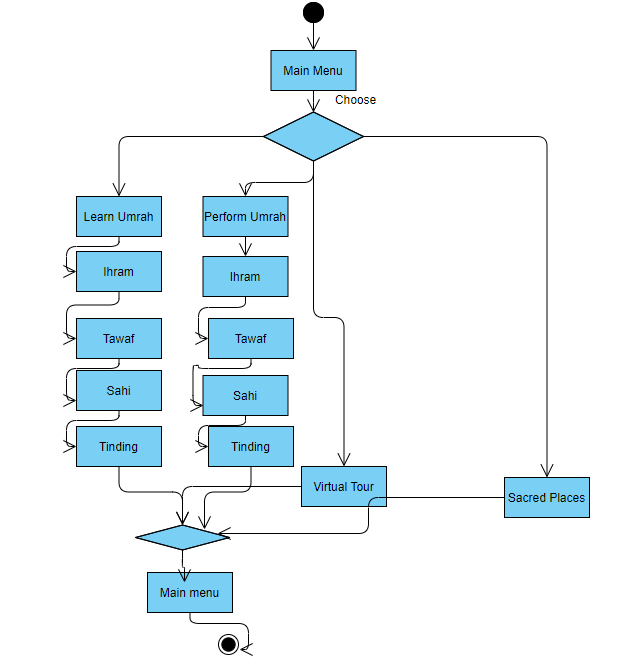 Main Menu
Choose
Learn Umrah
Perform Umrah
Ihram
Ihram
Tawaf
Tawaf
Sahi
Sahi
Tinding
Tinding
Virtual Tour
Sacred Places
Main menu